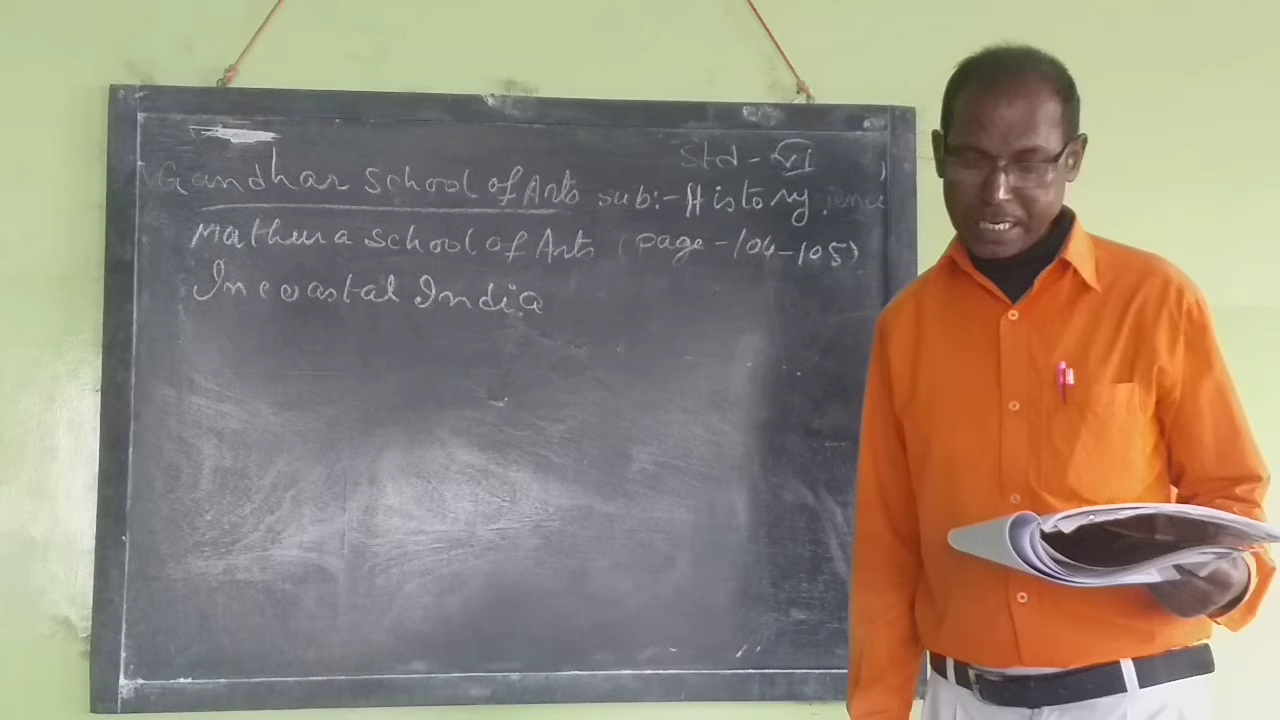 Std - VI
Gandhar School of Arts sub:- History
Mathura School of Arts (page - 104-105)
In coastal India